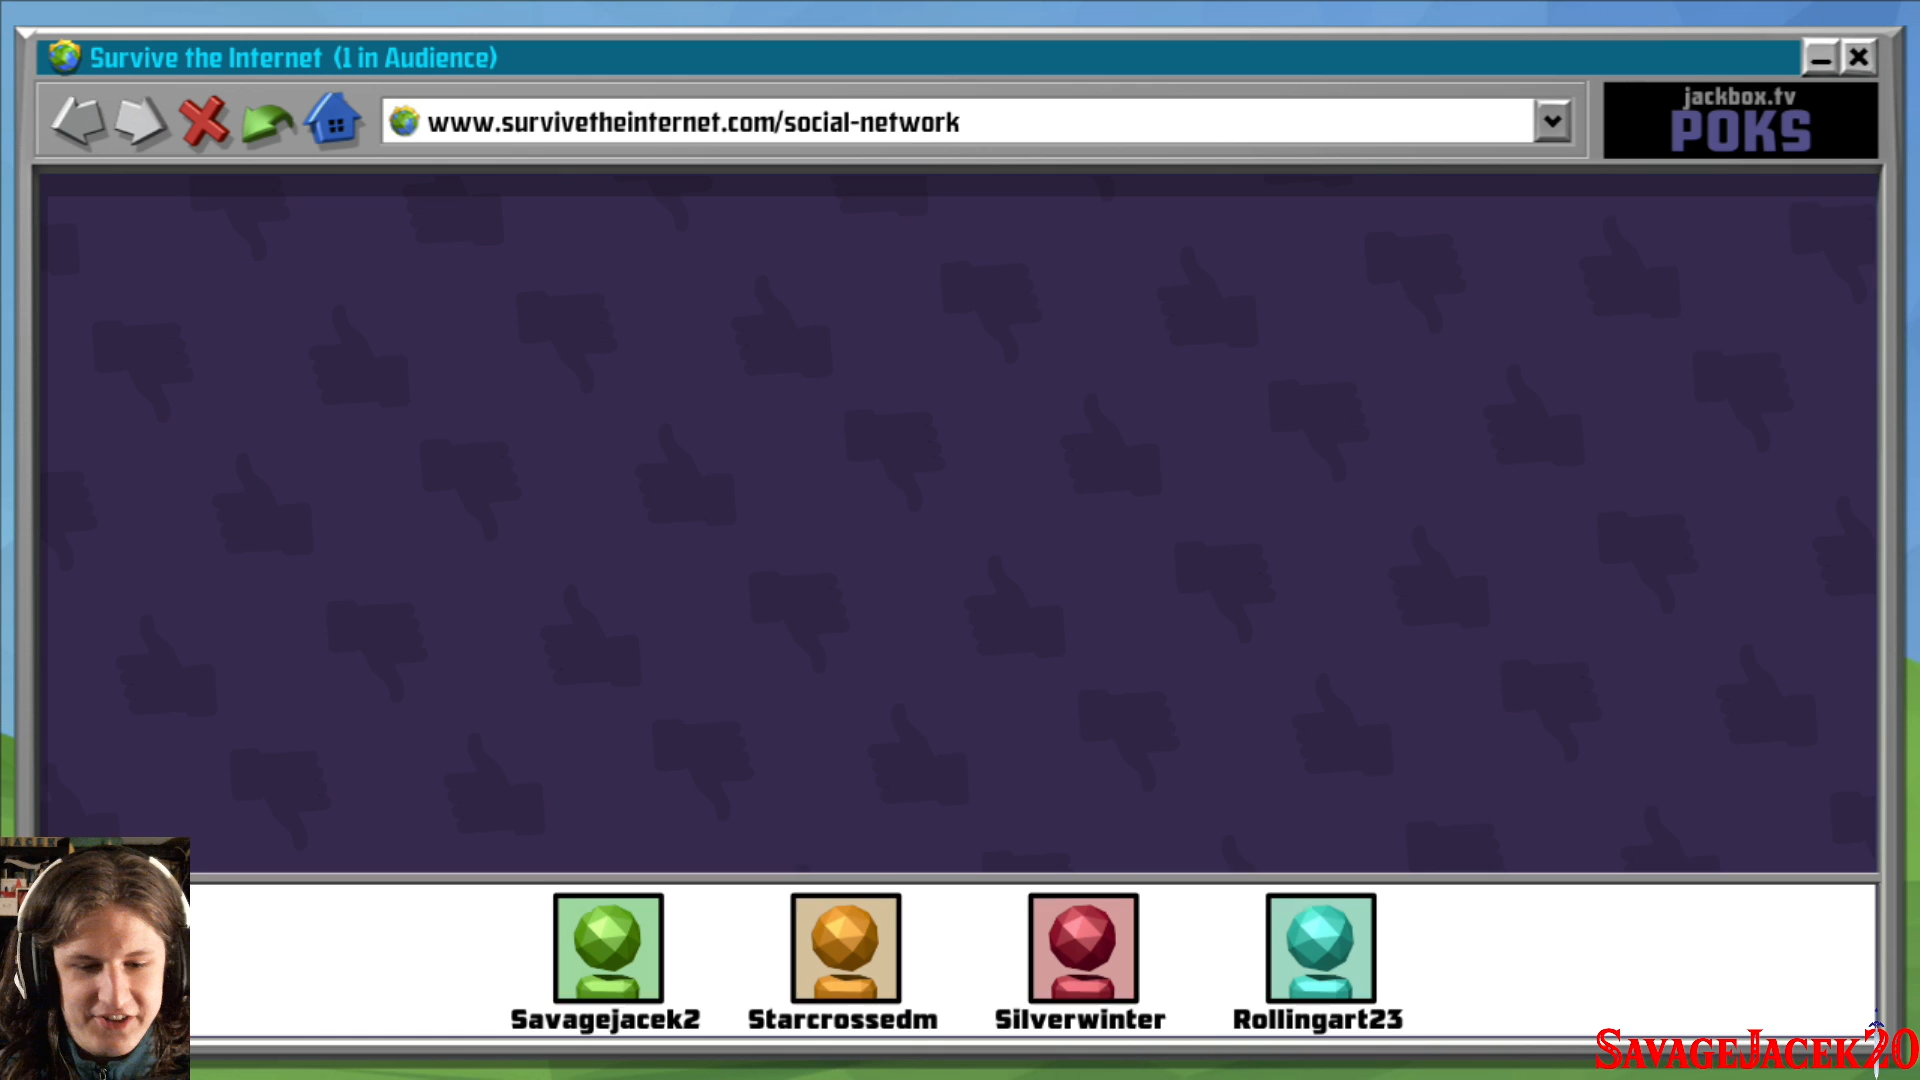 Survive the Internet (1 in Audience)
www.survivetheinternet.com/social-network
jackbox.tv
POKS
JACEK
Savagejacek2
Starcrossedm
Silverwinter
Rollingart23
SavageJacek20